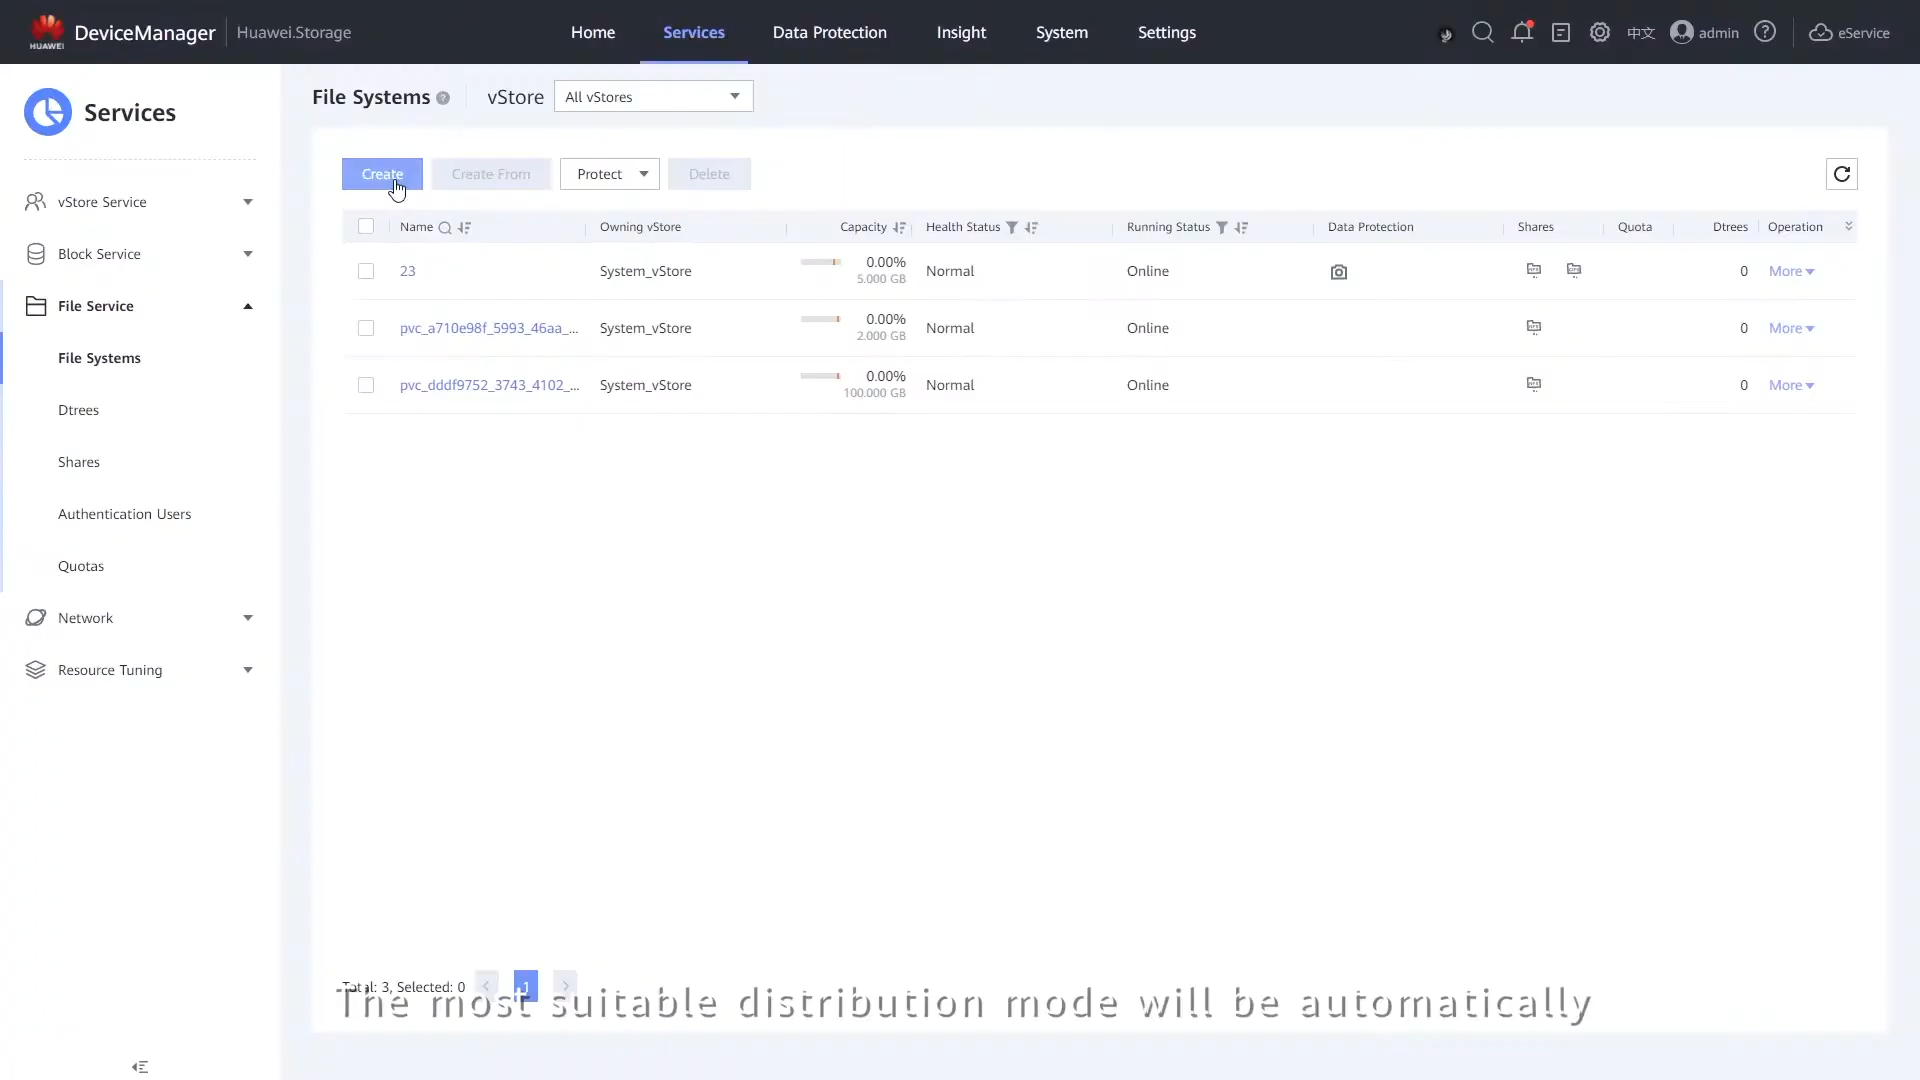 HUAWEI
DeviceManager
Huawei.Storage
Home
Services
Data Protection
Insight
System
Settings
中文
admin
eService
Services
vStore Service
Block Service
File Service
File Systems
Dtrees
Shares
Authentication Users
Quotas
Network
Resource Tuning
File Systems
vStore
All vStores
Create
Create From
Protect
Delete
Name
Owning vStore
Capacity
Health Status
Running Status
Data Protection
Shares
Quota
Dtrees
Operation
23
System_vStore
0.00%
5.000 GB
Normal
Online
0
More
pvc_a710e98f_5993_46aa_...
System_vStore
0.00%
2.000 GB
Normal
Online
0
More
pvc_dddf9752_3743_4102_...
System_vStore
0.00%
100.000 GB
Normal
Online
0
More
Total: 3, Selected: 0
1
The most suitable distribution mode will be automatically